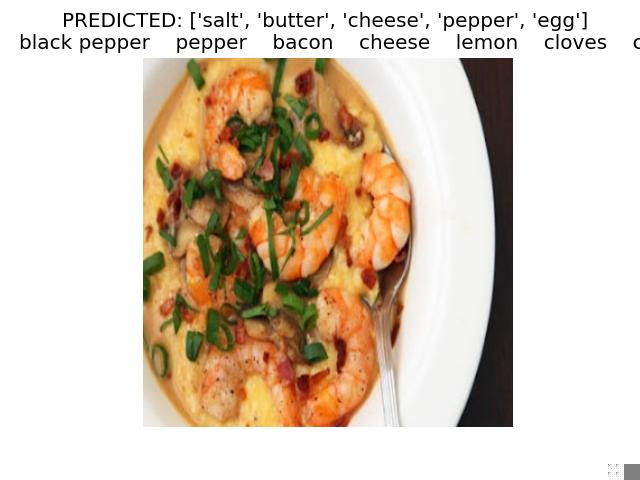 PREDICTED: ['salt', 'butter', 'cheese', 'pepper', 'egg']
black pepper pepper bacon cheese lemon cloves